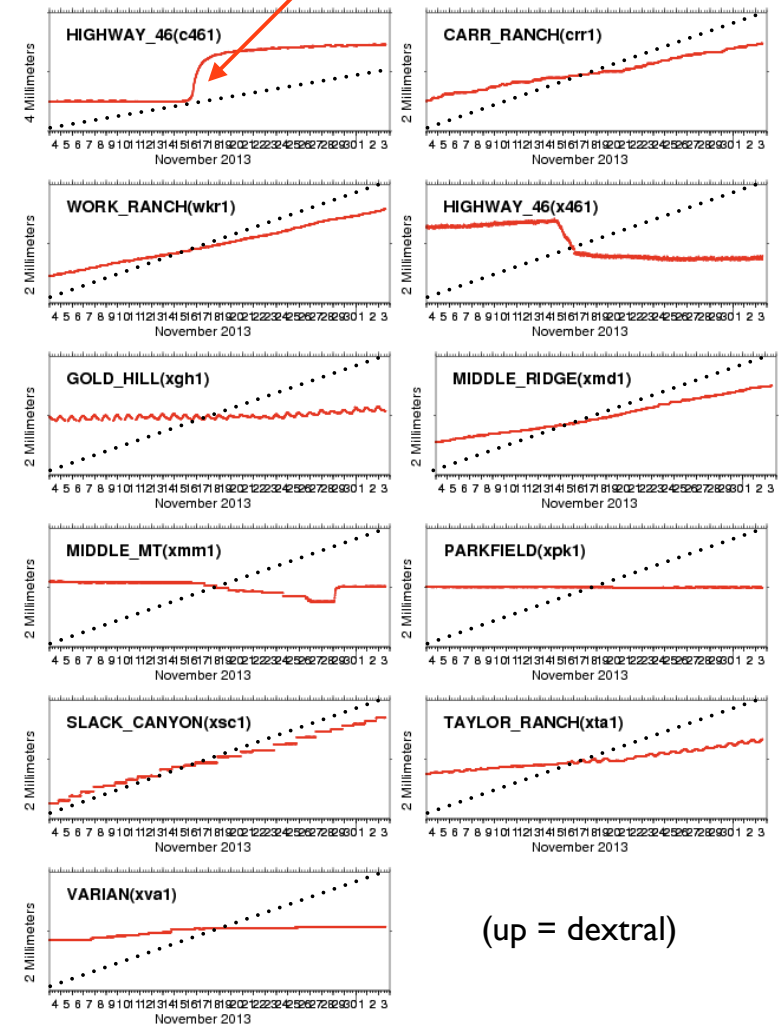 HIGHWAY_46(c461)
4 Millimeters
4 5 6 7 8 9 10 11 12 13 14 15 16 17 18 19 20 21 22 23 24 25 26 27 28 29 30 1 2 3
November 2013
CARR_RANCH(crr1)
2 Millimeters
4 5 6 7 8 9 10 11 12 13 14 15 16 17 18 19 20 21 22 23 24 25 26 27 28 29 30 1 2 3
November 2013
WORK_RANCH(wkr1)
2 Millimeters
4 5 6 7 8 9 10 11 12 13 14 15 16 17 18 19 20 21 22 23 24 25 26 27 28 29 30 1 2 3
November 2013
HIGHWAY_46(x461)
2 Millimeters
4 5 6 7 8 9 10 11 12 13 14 15 16 17 18 19 20 21 22 23 24 25 26 27 28 29 30 1 2 3
November 2013
GOLD_HILL(xgh1)
2 Millimeters
4 5 6 7 8 9 10 11 12 13 14 15 16 17 18 19 20 21 22 23 24 25 26 27 28 29 30 1 2 3
November 2013
MIDDLE_RIDGE(xmd1)
2 Millimeters
4 5 6 7 8 9 10 11 12 13 14 15 16 17 18 19 20 21 22 23 24 25 26 27 28 29 30 1 2 3
November 2013
MIDDLE_MT(xmm1)
2 Millimeters
4 5 6 7 8 9 10 11 12 13 14 15 16 17 18 19 20 21 22 23 24 25 26 27 28 29 30 1 2 3
November 2013
PARKFIELD(xpk1)
2 Millimeters
4 5 6 7 8 9 10 11 12 13 14 15 16 17 18 19 20 21 22 23 24 25 26 27 28 29 30 1 2 3
November 2013
SLACK_CANYON(xsc1)
2 Millimeters
4 5 6 7 8 9 10 11 12 13 14 15 16 17 18 19 20 21 22 23 24 25 26 27 28 29 30 1 2 3
November 2013
TAYLOR_RANCH(xta1)
2 Millimeters
4 5 6 7 8 9 10 11 12 13 14 15 16 17 18 19 20 21 22 23 24 25 26 27 28 29 30 1 2 3
November 2013
VARIAN(xva1)
2 Millimeters
4 5 6 7 8 9 10 11 12 13 14 15 16 17 18 19 20 21 22 23 24 25 26 27 28 29 30 1 2 3
November 2013
(up = dextral)